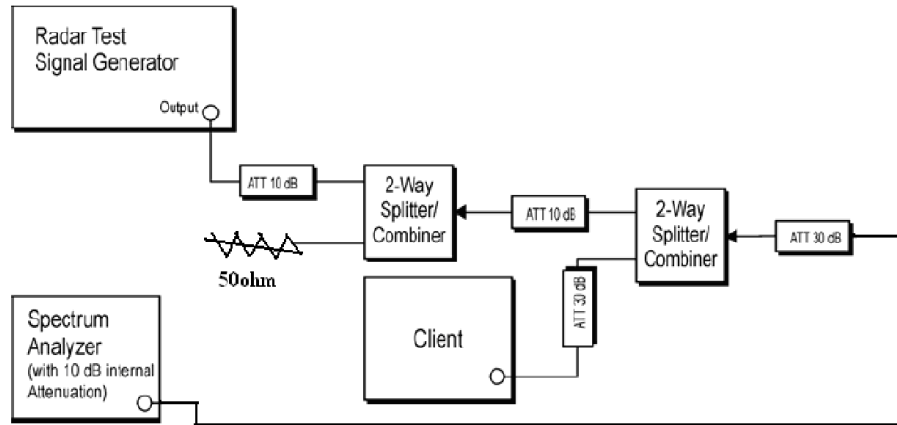 Radar Test
Signal Generator
Output
ATT 10 dB
2-Way
Splitter/
Combiner
ATT 10 dB
2-Way
Splitter/
Combiner
ATT 30 dB
50ohm
ATT 30 dB
Client
Spectrum
Analyzer
(with 10 dB internal
Attenuation)